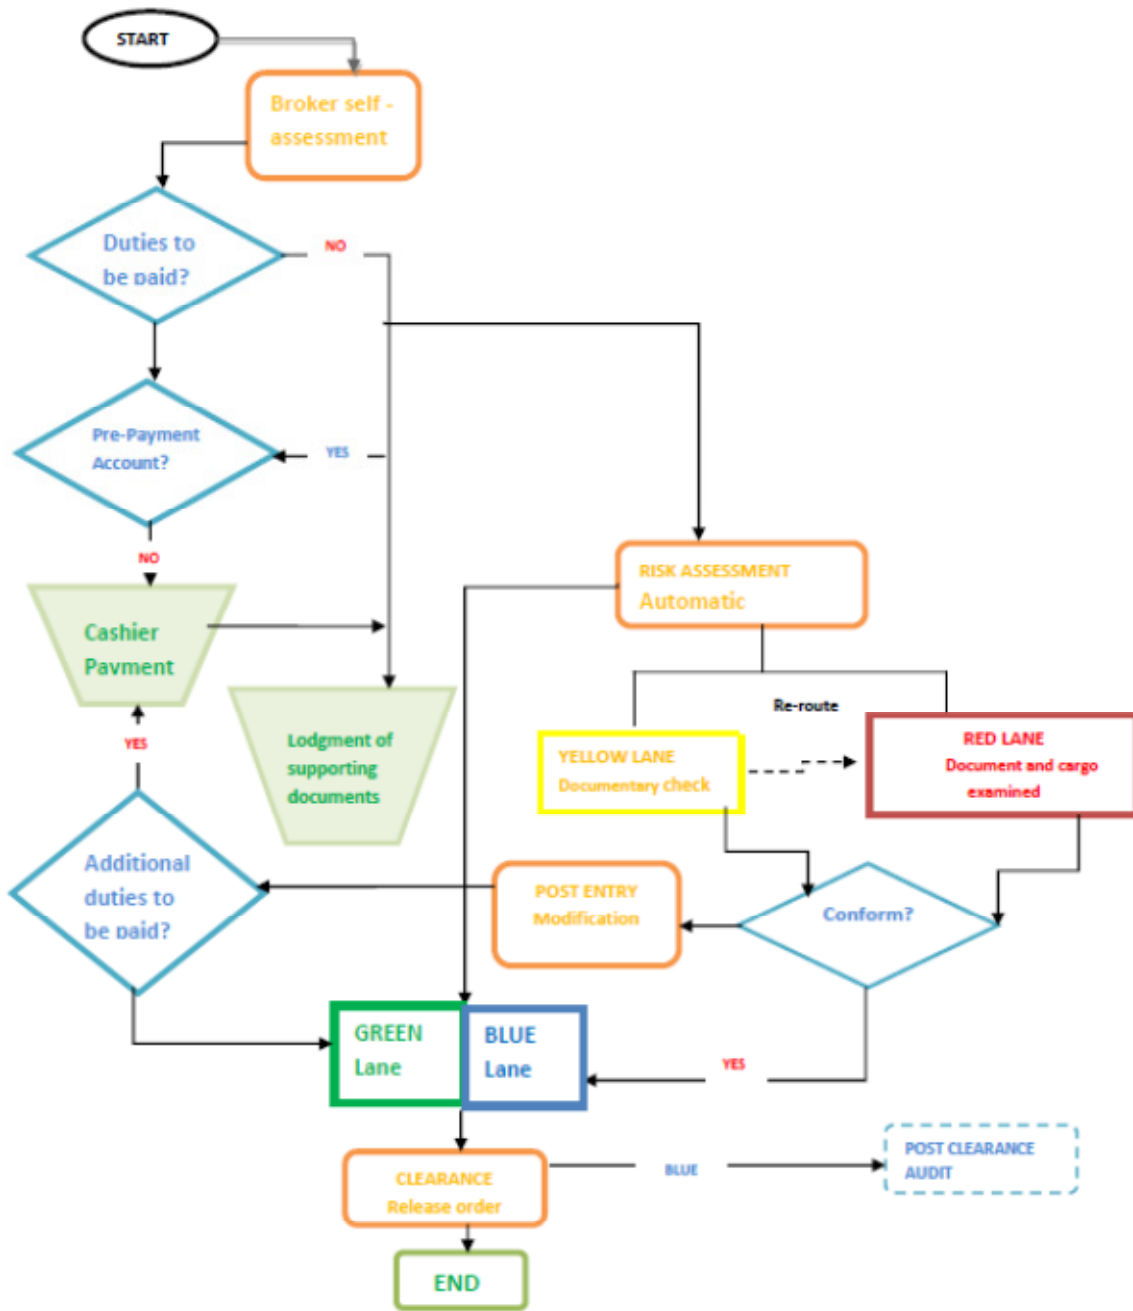 START
Broker self -
assessment
Duties to
be paid?
NO
Pre-Payment
Account?
YES
NO
RISK ASSESSMENT
Automatic
Cashier
Payment
Re-route
YES
Lodgment of
supporting
documents
YELLOW LANE
Documentary check
RED LANE
Document and cargo
examined
Additional
duties to
be paid?
POST ENTRY
Modification
Conform?
GREEN
Lane
BLUE
Lane
YES
CLEARANCE
Release order
BLUE
POST CLEARANCE
AUDIT
END